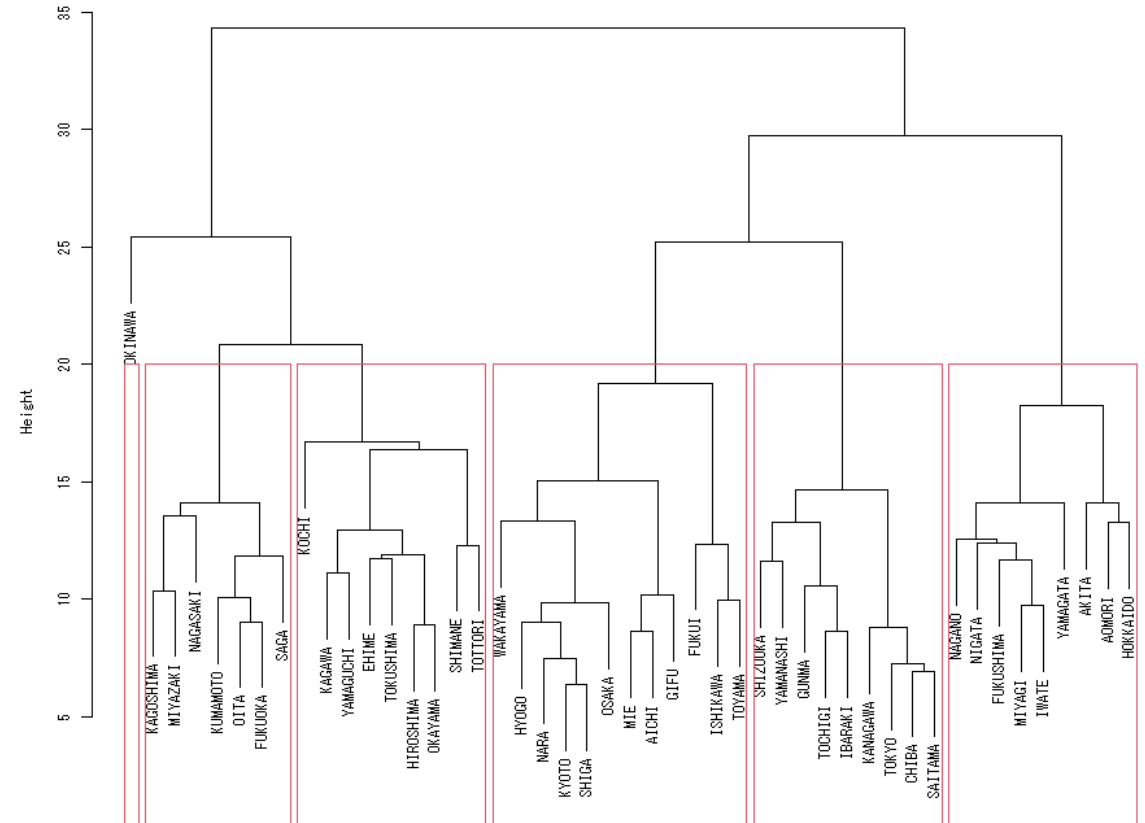 35
30
25
20
15
10
5
Height
OKINAWA
KAGOSHIMA
MIYAZAKI
NAGASAKI
KUMAMOTO
OITA
FUKUOKA
SAGA
KOCHI
KAGAWA
YAMAGUCHI
EHIME
TOKUSHIMA
HIROSHIMA
OKAYAMA
SHIMANE
TOTTORI
WAKAYAMA
HYOGO
NARA
KYOTO
SHIGA
OSAKA
MIE
AICHI
GIFU
FUKUI
ISHIKAWA
TOYAMA
SHIZUOKA
YAMANASHI
GUNMA
TOCHIGI
IBARAKI
KANAGAWA
TOKYO
CHIBA
SAITAMA
NAGANO
NIGATA
FUKUSHIMA
MIYAGI
IWATE
YAMAGATA
AKITA
AOMORI
HOKKAIDO